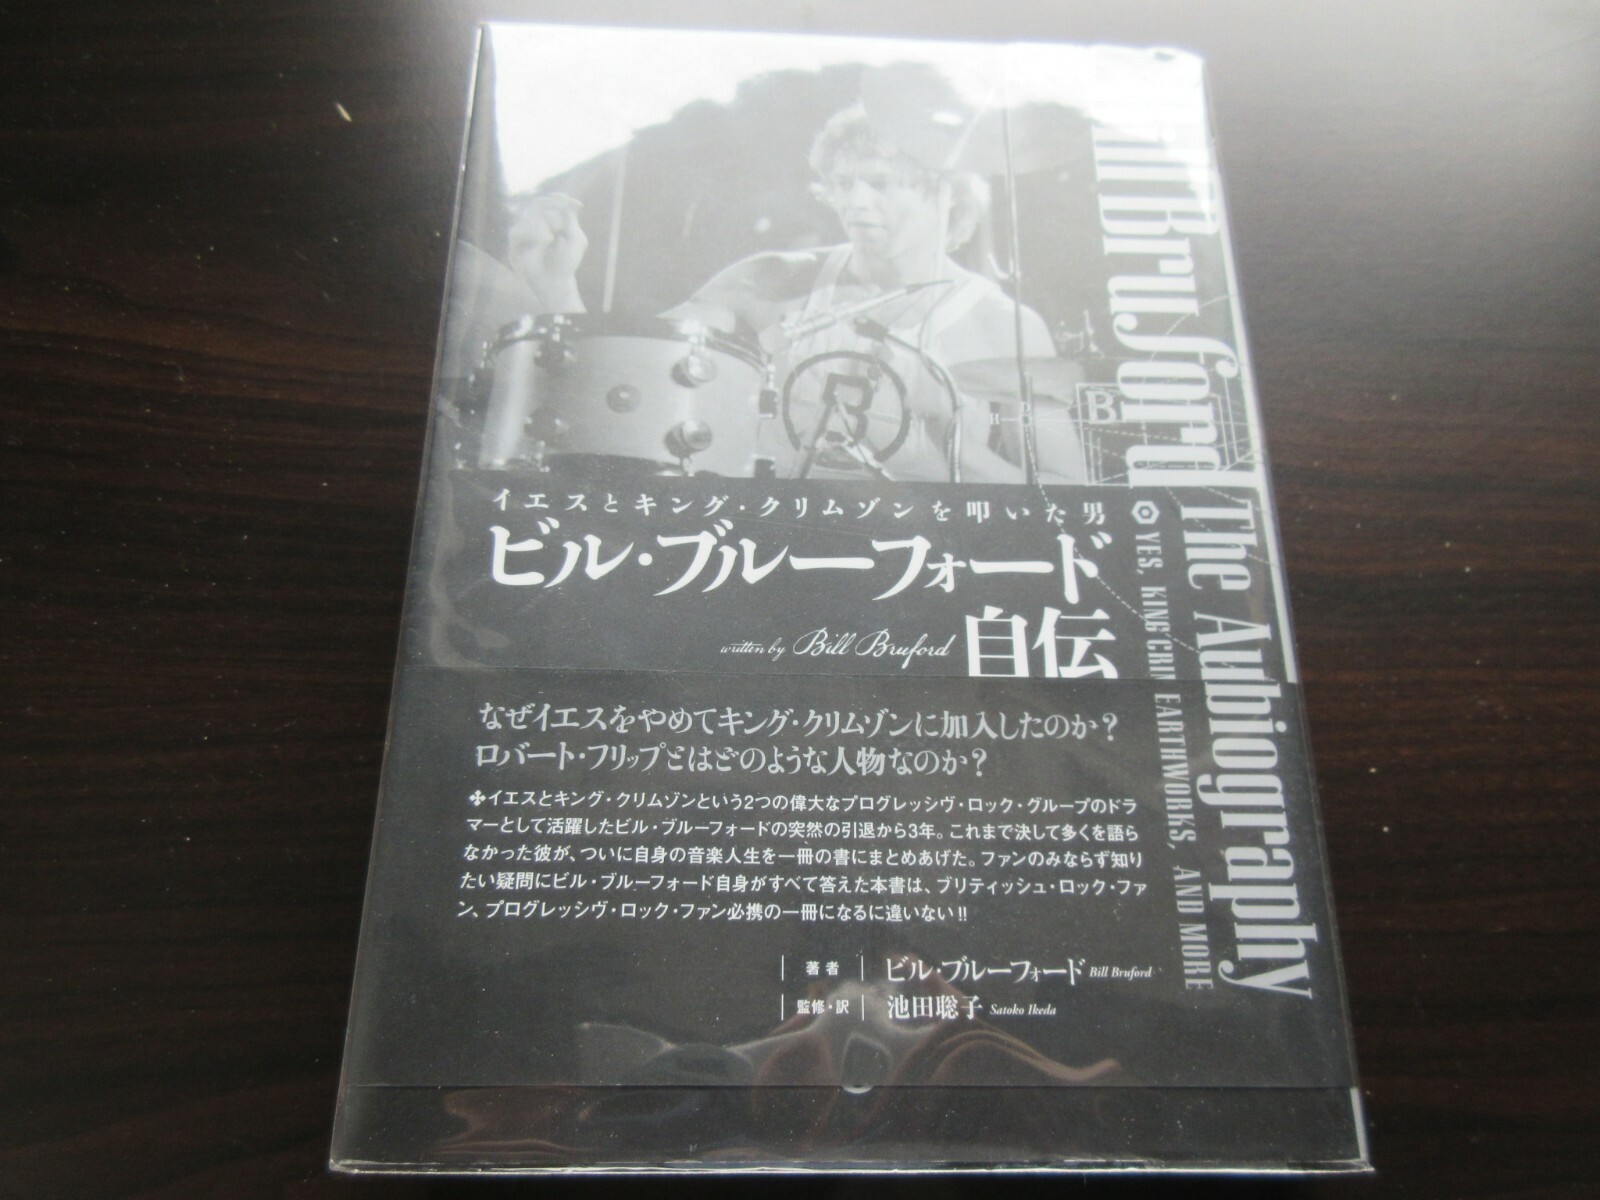 イエスとキング・クリムゾンを叩いた男
ビル・ブルーフォード
自伝
written by Bill Bruford
なぜイエスをやめてキング・クリムゾンに加入したのか?
ロバート・フリップとはどのような人物なのか?
✤イエスとキング・クリムゾンという2つの偉大なプログレッシヴ・ロック・グループのドラ
マーとして活躍したビル・ブルーフォードの突然の引退から3年。これまで決して多くを語ら
なかった彼が、ついに自身の音楽人生を一冊の書にまとめあげた。ファンのみならず知り
たい疑問にビル・ブルーフォード自身がすべて答えた本書は、ブリティッシュ・ロック・ファ
ン、プログレッシヴ・ロック・ファン必携の一冊になるに違いない!!
著者 ビル・ブルーフォード Bill Bruford
監修・訳 池田聡子 Satoko Ikeda
Bill Bruford The Autobiography
YES, KING CRIM EARTHWORKS, AND MORE
B
B